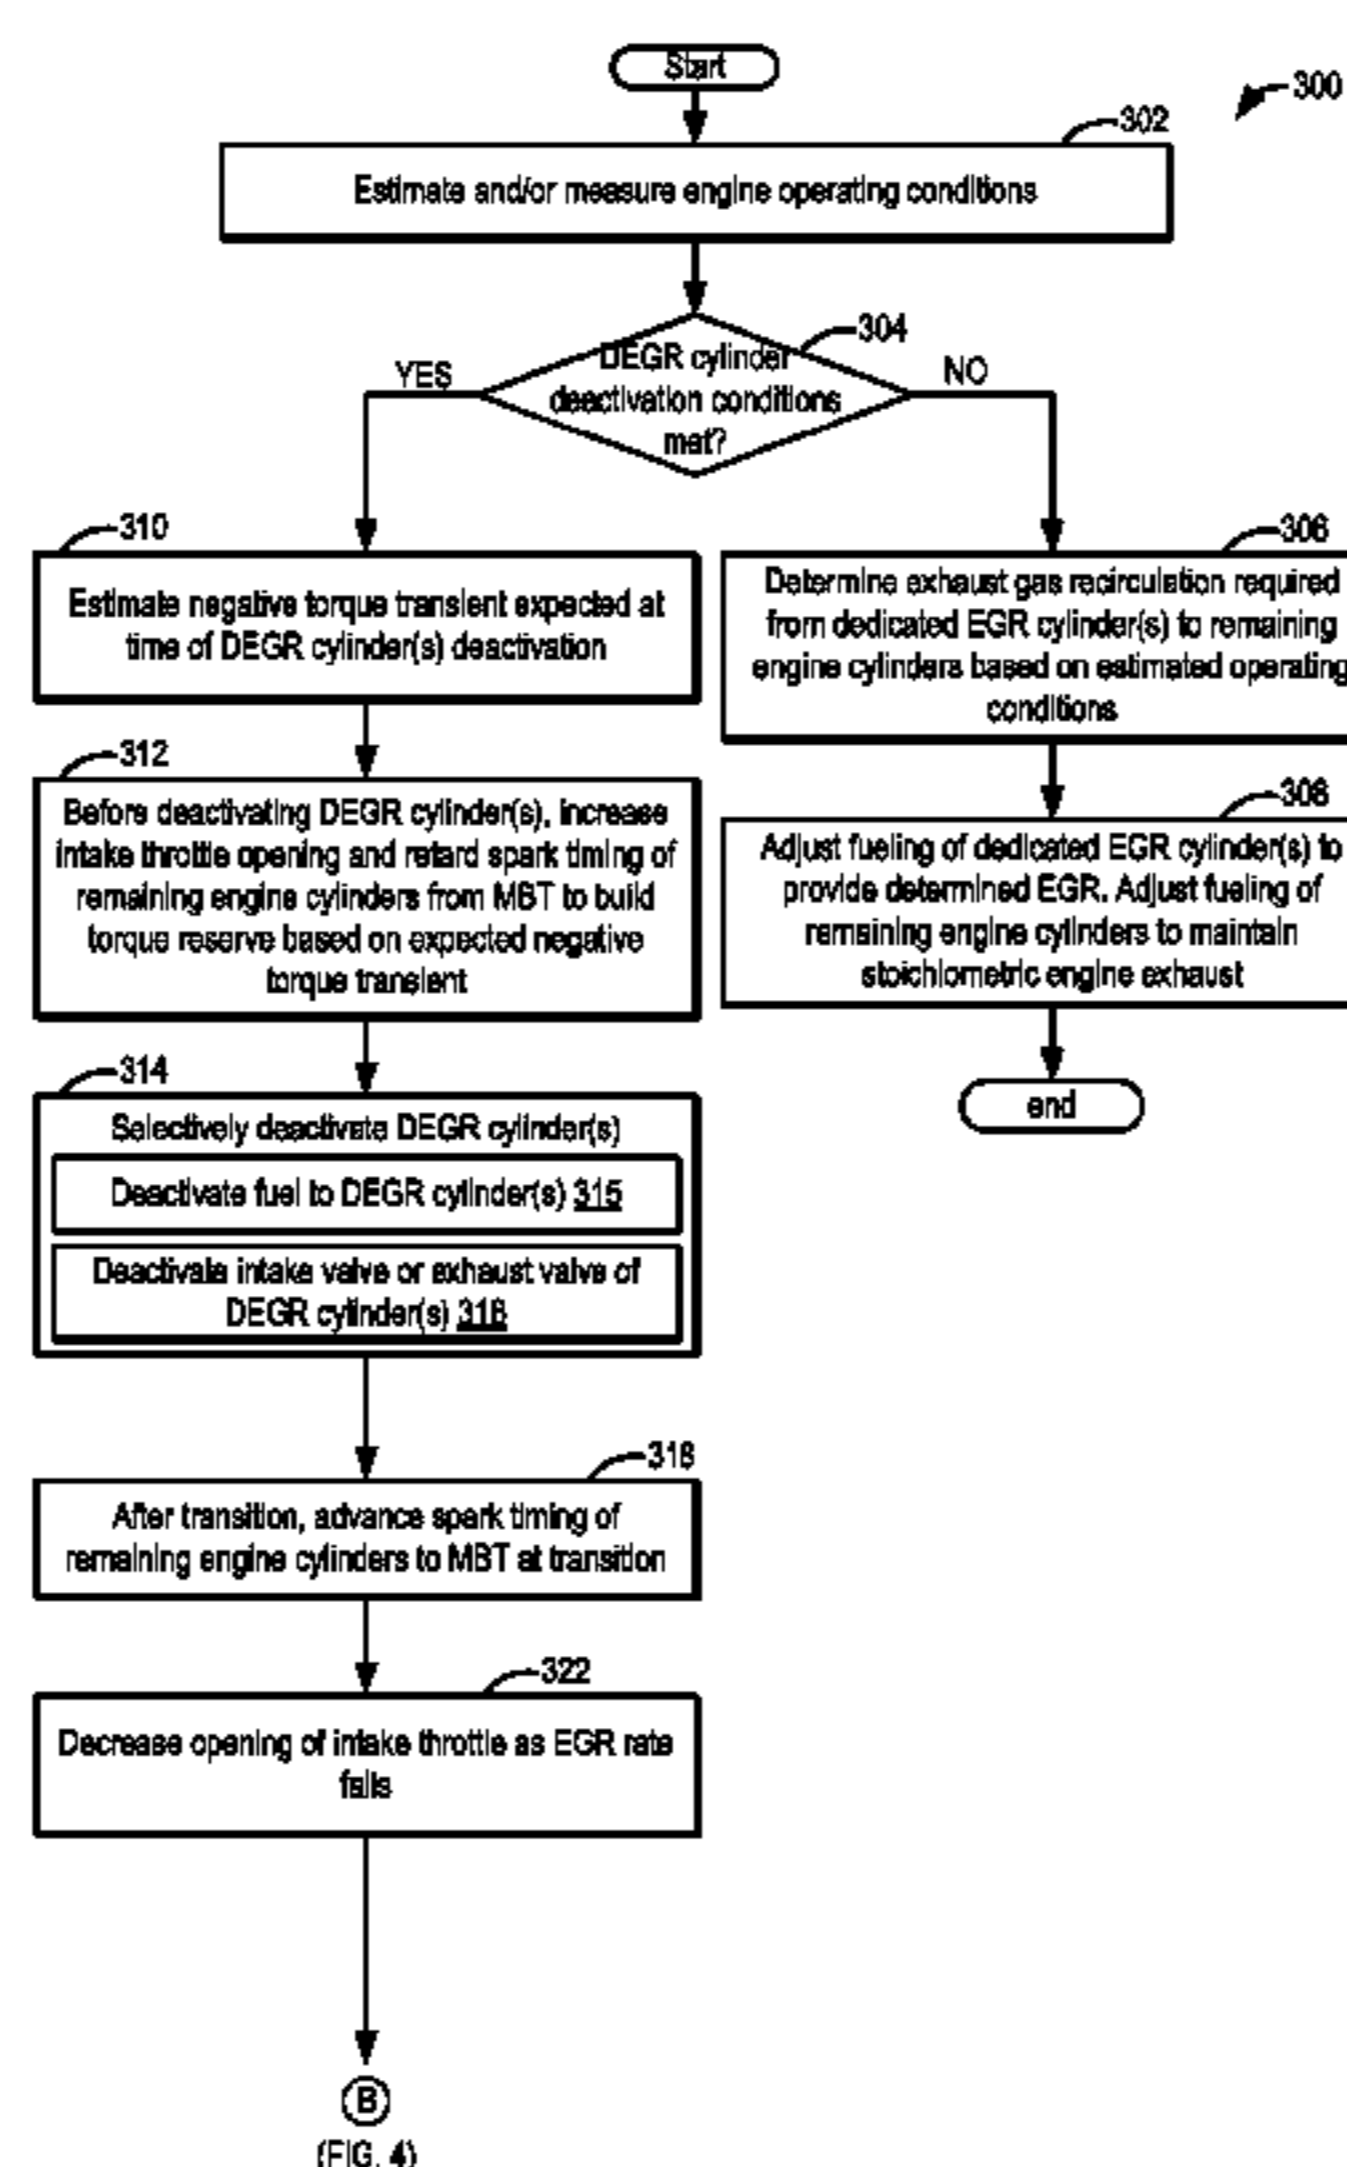 Start
300
302
Estimate and/or measure engine operating conditions
304
DEGR cylinder
deactivation conditions
met?
YES
NO
310
Estimate negative torque transient expected at
time of DEGR cylinder(s) deactivation
306
Determine exhaust gas recirculation required
from dedicated EGR cylinder(s) to remaining
engine cylinders based on estimated operating
conditions
312
Before deactivating DEGR cylinder(s), increase
intake throttle opening and retard spark timing of
remaining engine cylinders from MBT to build
torque reserve based on expected negative
torque transient
308
Adjust fueling of dedicated EGR cylinder(s) to
provide determined EGR. Adjust fueling of
remaining engine cylinders to maintain
stoichiometric engine exhaust
end
314
Selectively deactivate DEGR cylinder(s)
Deactivate fuel to DEGR cylinder(s) 315
Deactivate intake valve or exhaust valve of
DEGR cylinder(s) 316
318
After transition, advance spark timing of
remaining engine cylinders to MBT at transition
322
Decrease opening of intake throttle as EGR rate
falls
B
(FIG. 4)